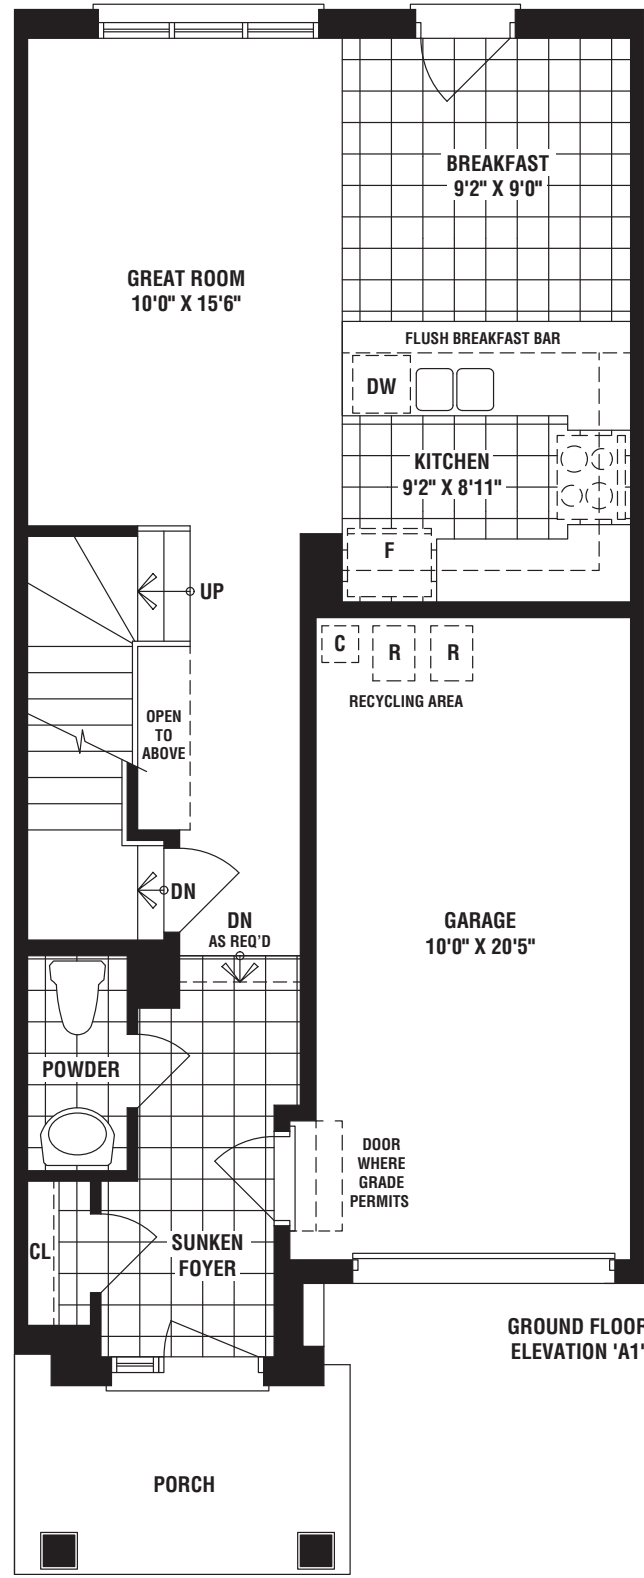 BREAKFAST
9'2" X 9'0"
GREAT ROOM
10'0" X 15'6"
FLUSH BREAKFAST BAR
DW
KITCHEN
9'2" X 8'11"
F
UP
C
R
R
RECYCLING AREA
OPEN
TO
ABOVE
DN
DN
AS REQ'D
GARAGE
10'0" X 20'5"
POWDER
DOOR
WHERE
GRADE
PERMITS
CL
SUNKEN
FOYER
GROUND FLOOR
ELEVATION 'A1'
PORCH